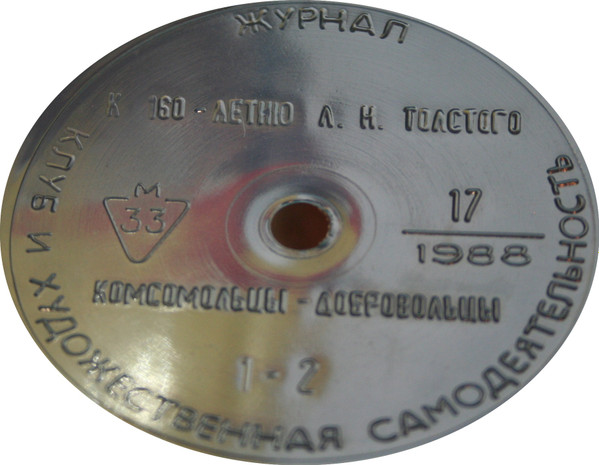 ЖУРНАЛ
КЛУБ И ХУДОЖЕСТВЕННАЯ САМОДЕЯТЕЛЬНОСТЬ
К 160-ЛЕТИЮ Л. Н. ТОЛСТОГО
М
33
17
1988
КОМСОМОЛЬЦЫ-ДОБРОВОЛЬЦЫ
1-2